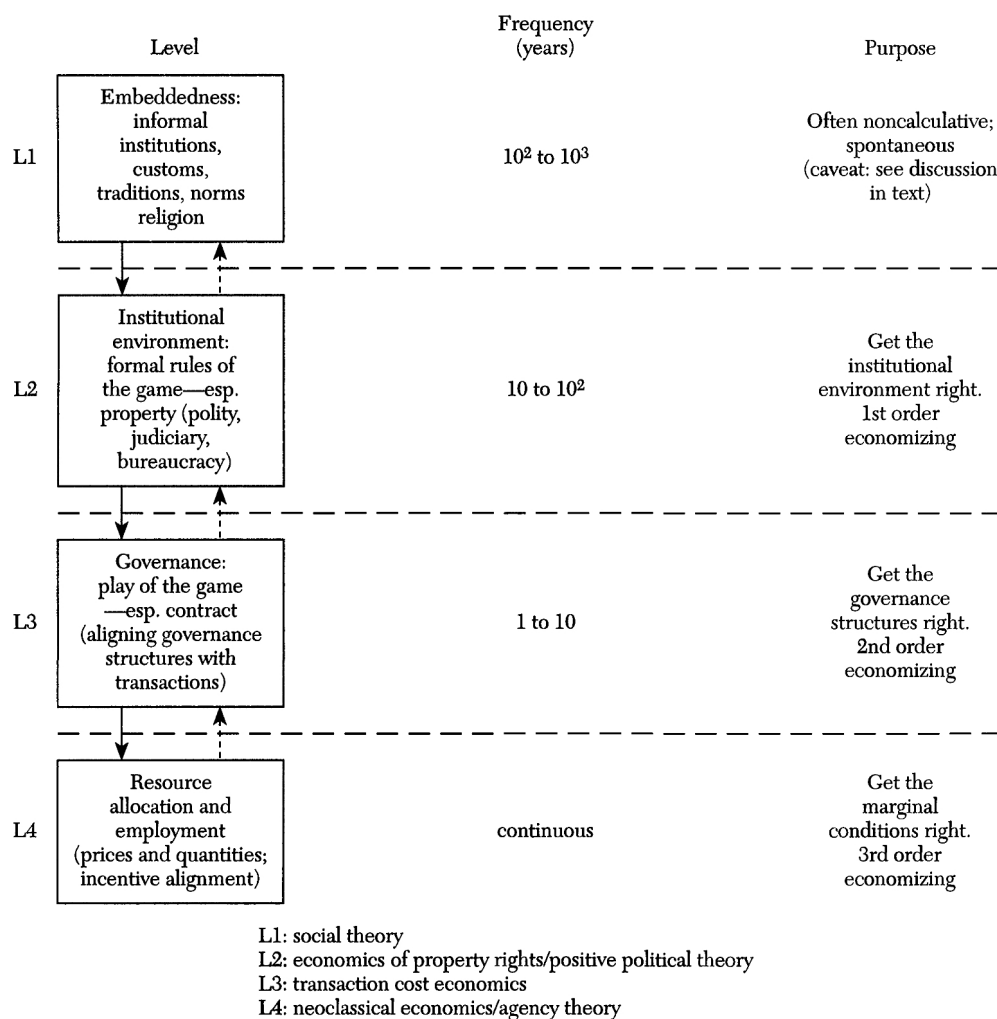 Level
Frequency
(years)
Purpose
L1
Embeddedness:
informal
institutions,
customs,
traditions, norms
religion
10² to 10³
Often noncalculative;
spontaneous
(caveat: see discussion
in text)
L2
Institutional
environment:
formal rules of
the game—esp.
property (polity,
judiciary,
bureaucracy)
10 to 10²
Get the
institutional
environment right.
1st order
economizing
L3
Governance:
play of the game
—esp. contract
(aligning governance
structures with
transactions)
1 to 10
Get the
governance
structures right.
2nd order
economizing
L4
Resource
allocation and
employment
(prices and quantities;
incentive alignment)
continuous
Get the
marginal
conditions right.
3rd order
economizing
L1: social theory
L2: economics of property rights/positive political theory
L3: transaction cost economics
L4: neoclassical economics/agency theory